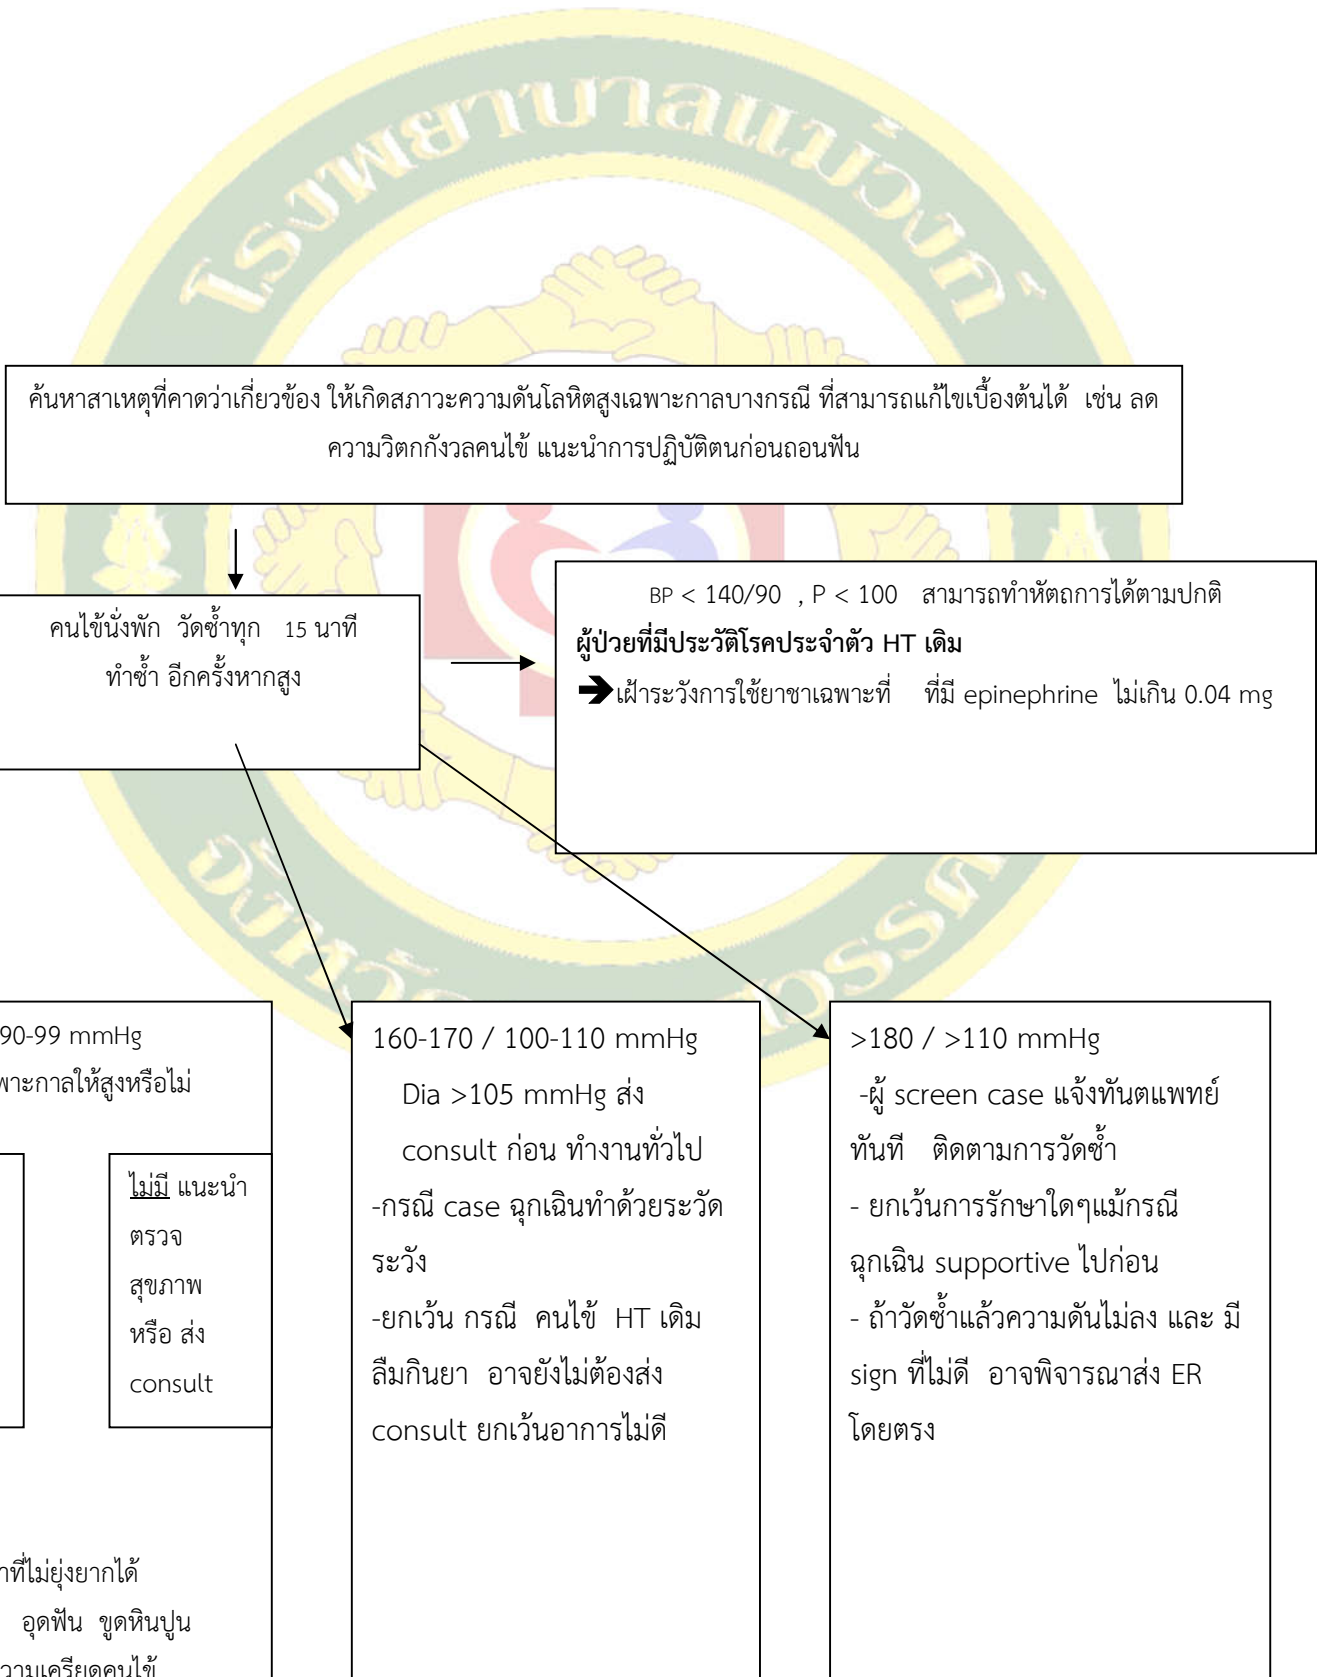 โรงพยาบาลแม่วงก์
ค้นหาสาเหตุที่คาดว่าเกี่ยวข้อง ให้เกิดสภาวะความดันโลหิตสูงเฉพาะกาลบางกรณี ที่สามารถแก้ไขเบื้องต้นได้ เช่น ลด
ความวิตกกังวลคนไข้ แนะนำการปฏิบัติตนก่อนถอนฟัน
คนไข้นั่งพัก วัดซ้ำทุก 15 นาที
ทำซ้ำ อีกครั้งหากสูง
BP < 140/90 , P < 100 สามารถทำหัตถการได้ตามปกติ
ผู้ป่วยที่มีประวัติโรคประจำตัว HT เดิม
➔เฝ้าระวังการใช้ยาชาเฉพาะที่ ที่มี epinephrine ไม่เกิน 0.04 mg
90-99 mmHg
พาะกาลให้สูงหรือไม่
ไม่มี แนะนำ
ตรวจ
สุขภาพ
หรือ ส่ง
consult
าที่ไม่ยุ่งยากได้
อุดฟัน ขูดหินปูน
วามเครียดคนไข้
160-170 / 100-110 mmHg
Dia >105 mmHg ส่ง
consult ก่อน ทำงานทั่วไป
-กรณี case ฉุกเฉินทำด้วยระวัด
ระวัง
-ยกเว้น กรณี คนไข้ HT เดิม
ลืมกินยา อาจยังไม่ต้องส่ง
consult ยกเว้นอาการไม่ดี
>180 / >110 mmHg
-ผู้ screen case แจ้งทันตแพทย์
ทันที ติดตามการวัดซ้ำ
- ยกเว้นการรักษาใดๆแม้กรณี
ฉุกเฉิน supportive ไปก่อน
- ถ้าวัดซ้ำแล้วความดันไม่ลง และ มี
sign ที่ไม่ดี อาจพิจารณาส่ง ER
โดยตรง